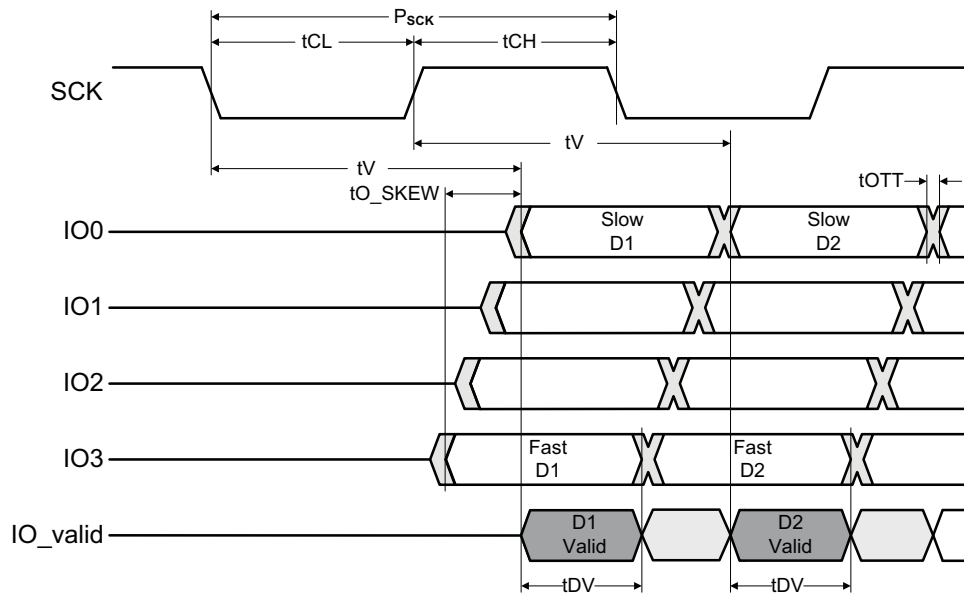 PSCK
tCL
tCH
SCK
tV
tV
tO_SKEW
tOTT
IO0
Slow
D1
Slow
D2
IO1
IO2
IO3
Fast
D1
Fast
D2
IO_valid
D1
Valid
D2
Valid
tDV
tDV